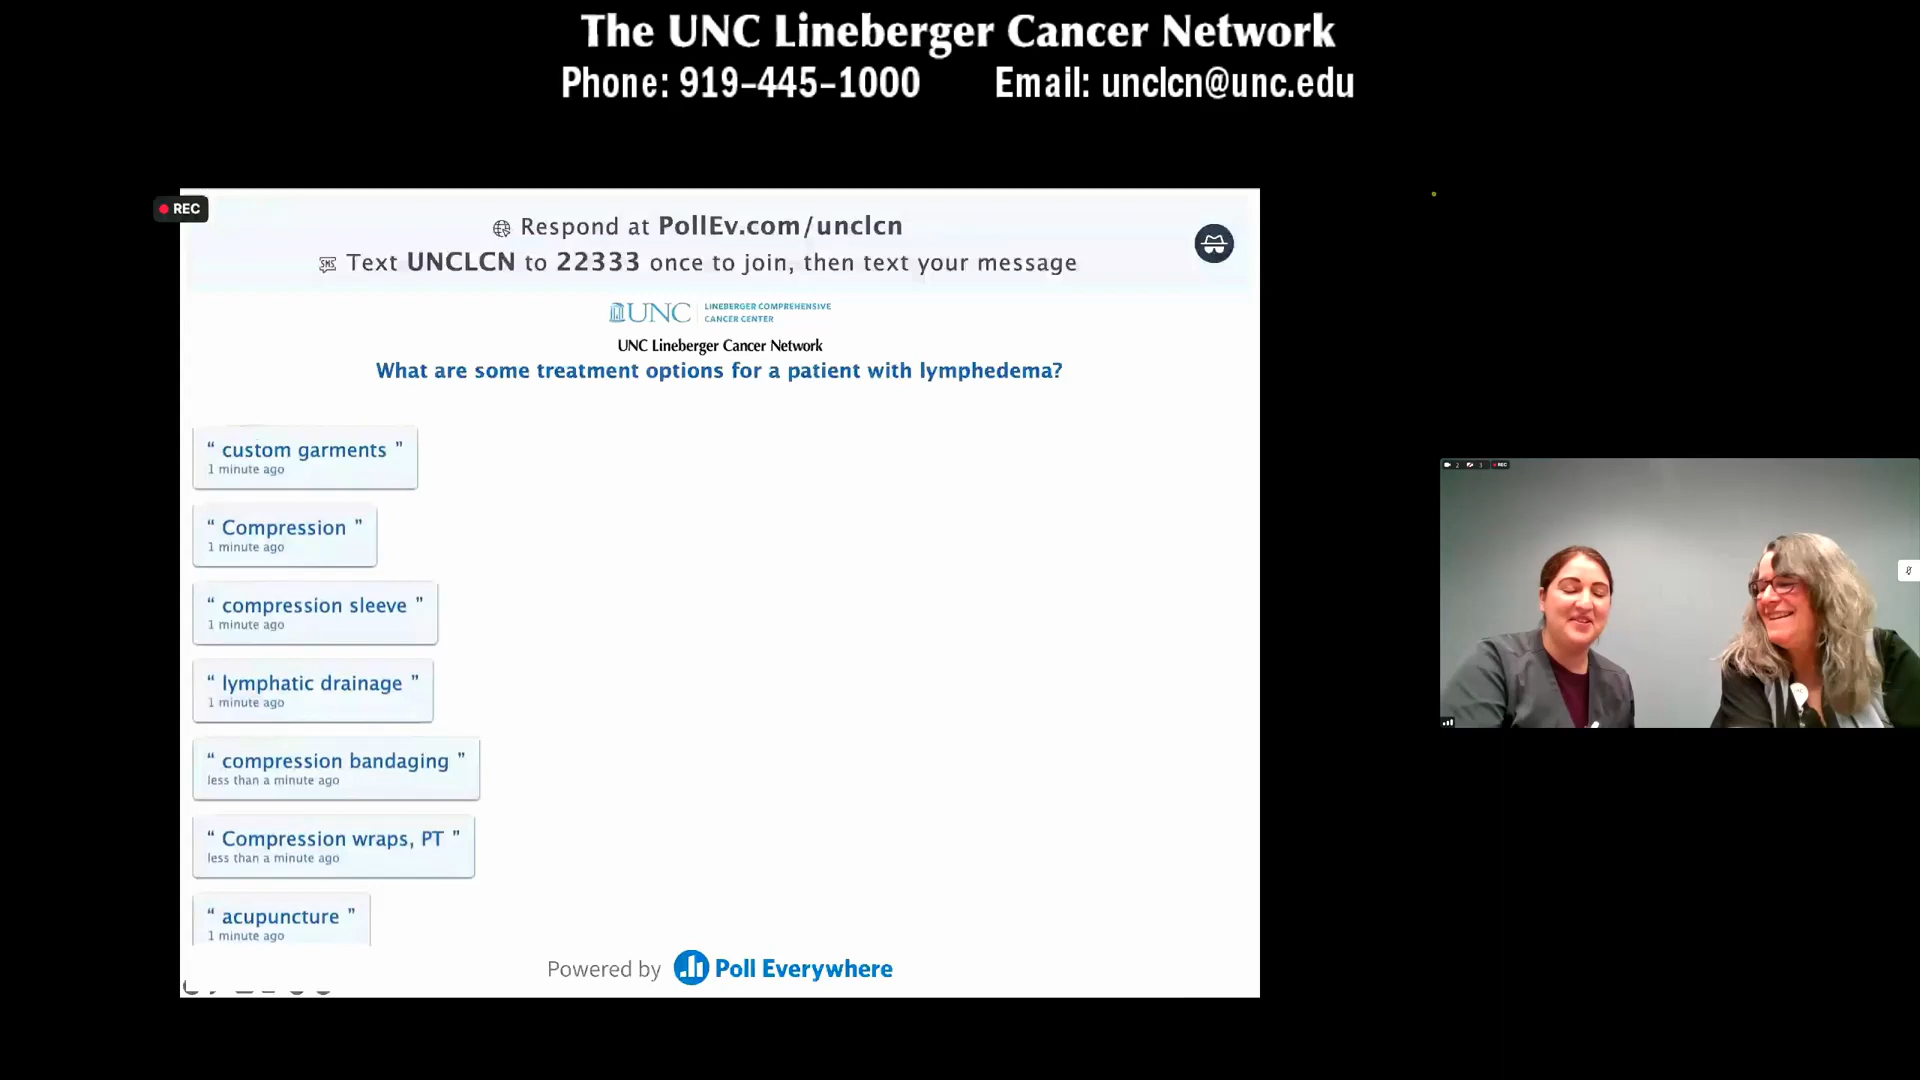 The UNC Lineberger Cancer Network
Phone: 919-445-1000 Email: unclcn@unc.edu
REC
Respond at PollEv.com/unclcn
SMS Text UNCLCN to 22333 once to join, then text your message
UNC LINEBERGER COMPREHENSIVE
CANCER CENTER
UNC Lineberger Cancer Network
What are some treatment options for a patient with lymphedema?
“ custom garments ”
1 minute ago
“ Compression ”
1 minute ago
“ compression sleeve ”
1 minute ago
“ lymphatic drainage ”
1 minute ago
“ compression bandaging ”
less than a minute ago
“ Compression wraps, PT ”
less than a minute ago
“ acupuncture ”
1 minute ago
Powered by Poll Everywhere
REC